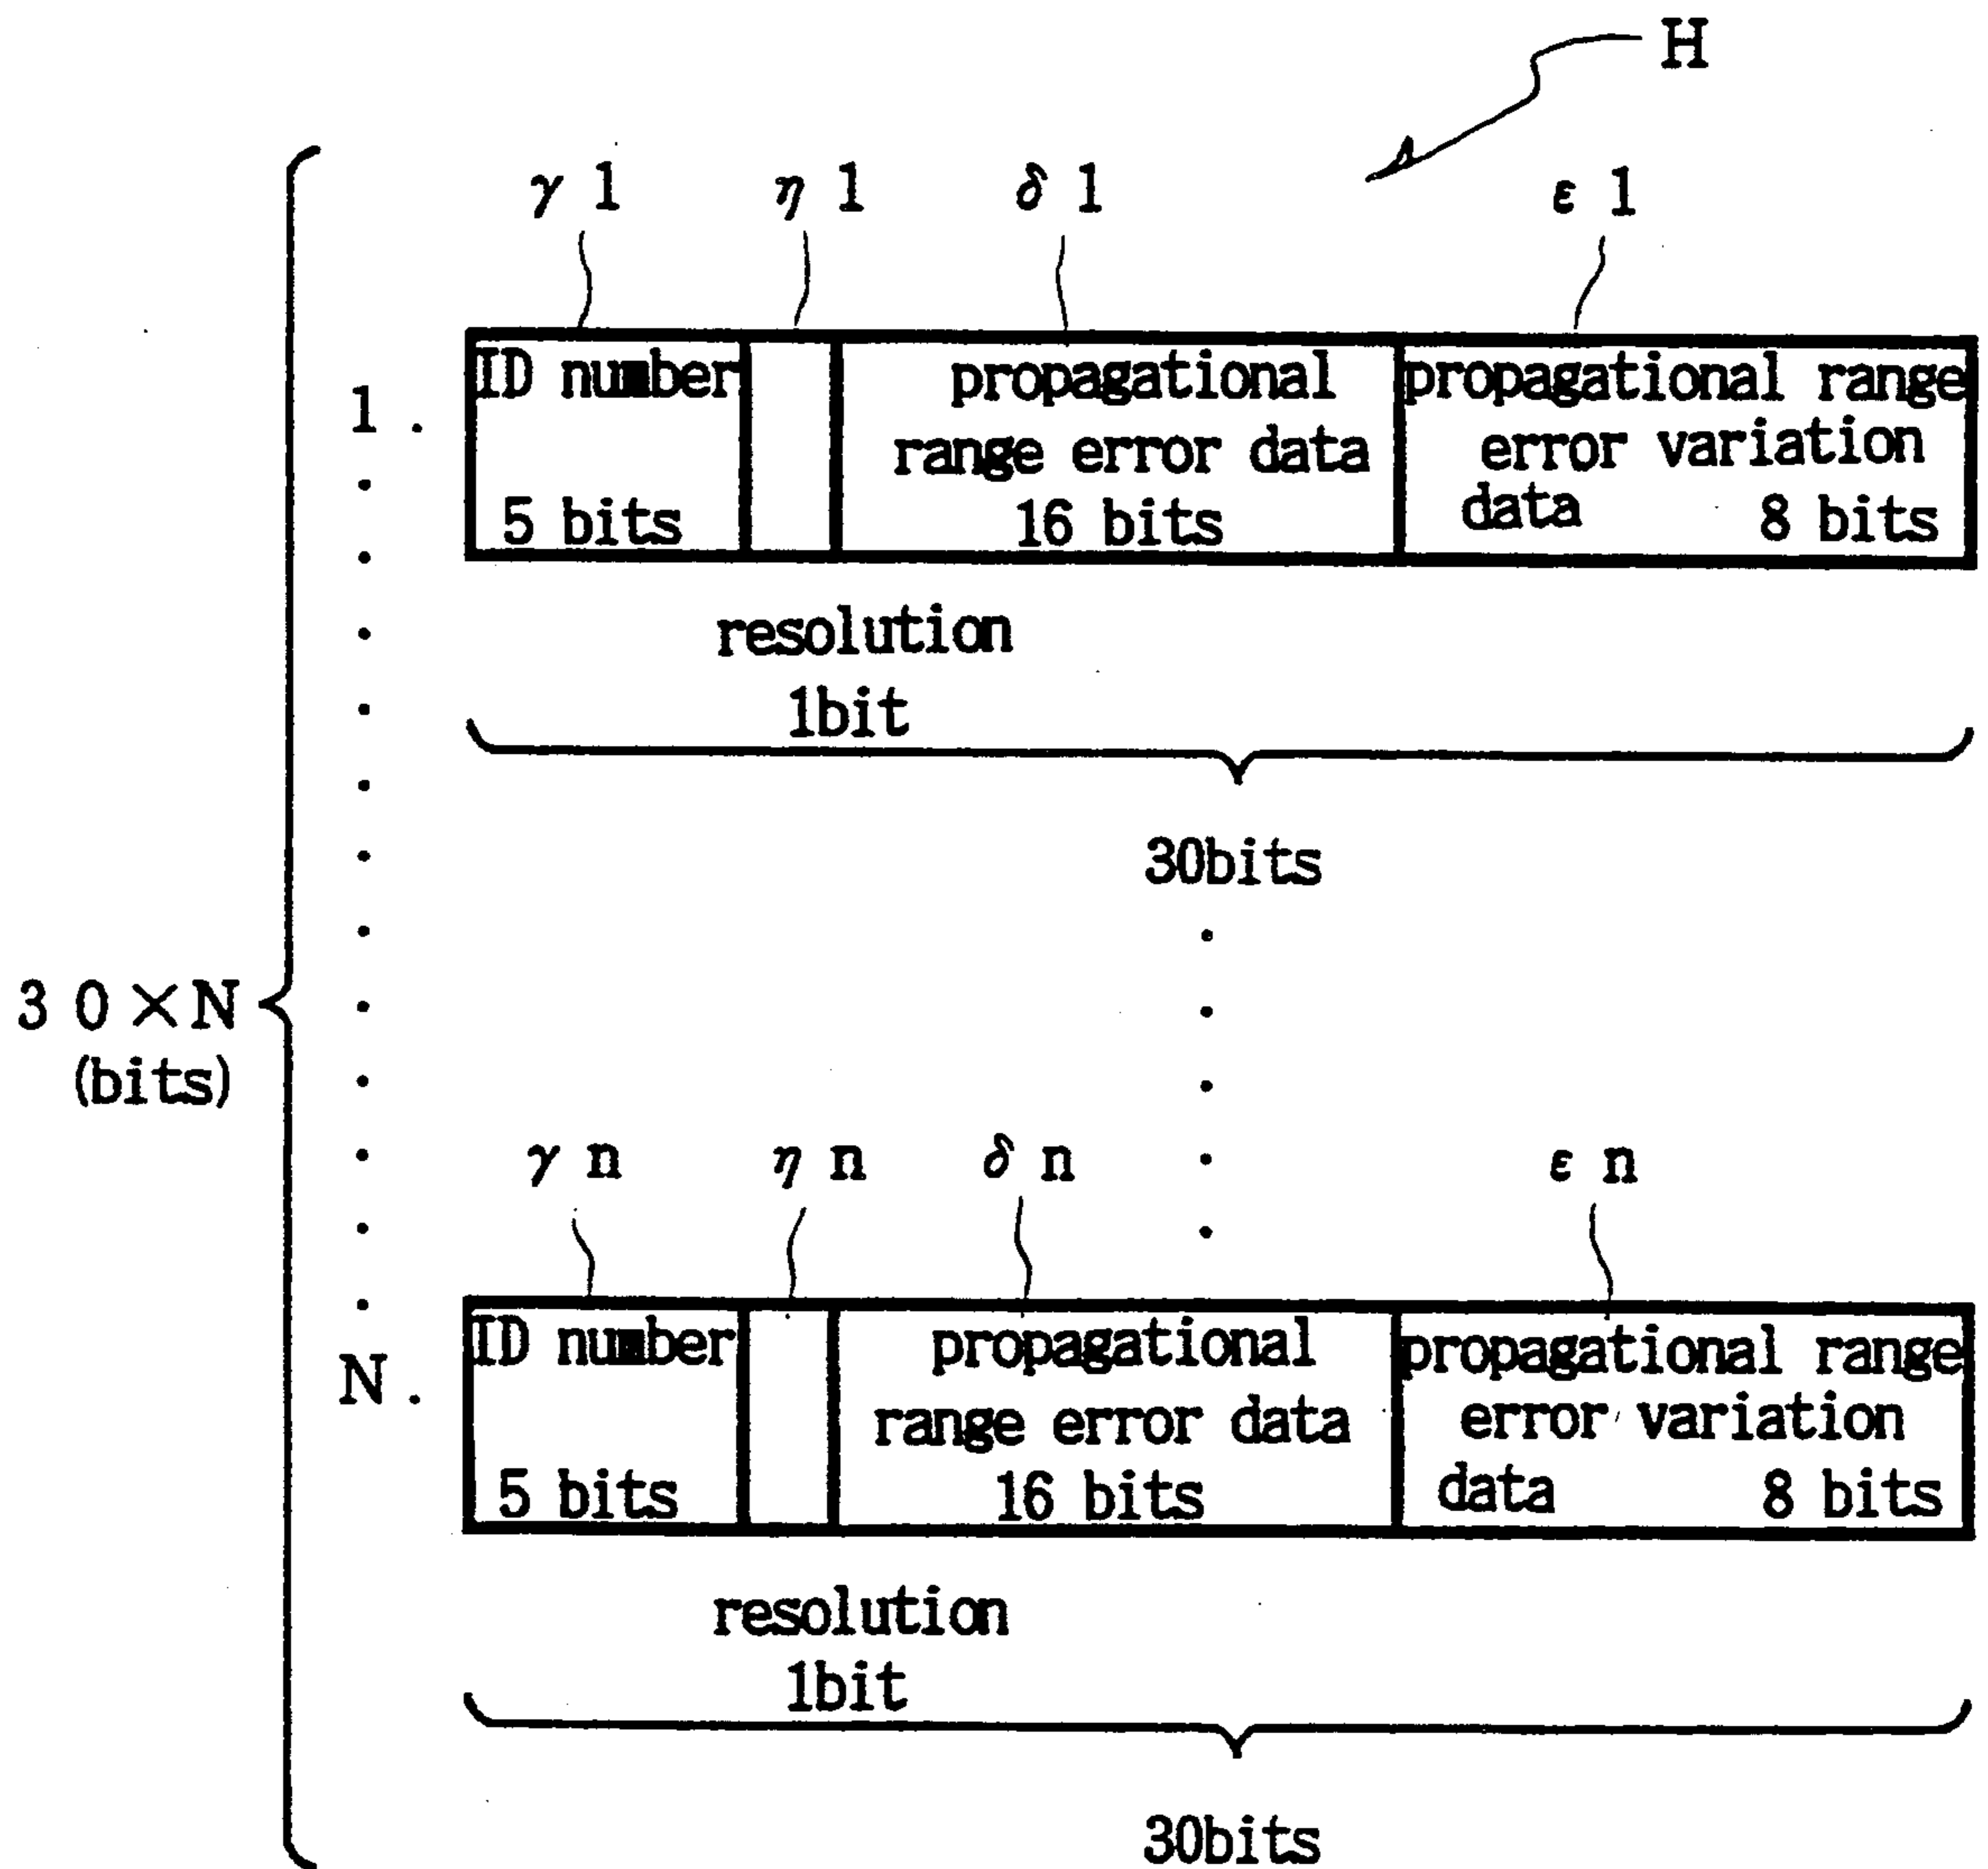 H
γ 1 η 1 δ 1 ε 1
1. ID number propagational propagational range
range error data error variation
5 bits 16 bits data 8 bits
resolution
1bit
30bits
30×N
(bits)
γ n η n δ n ε n
N. ID number propagational propagational range
range error data error variation
5 bits 16 bits data 8 bits
resolution
1bit
30bits